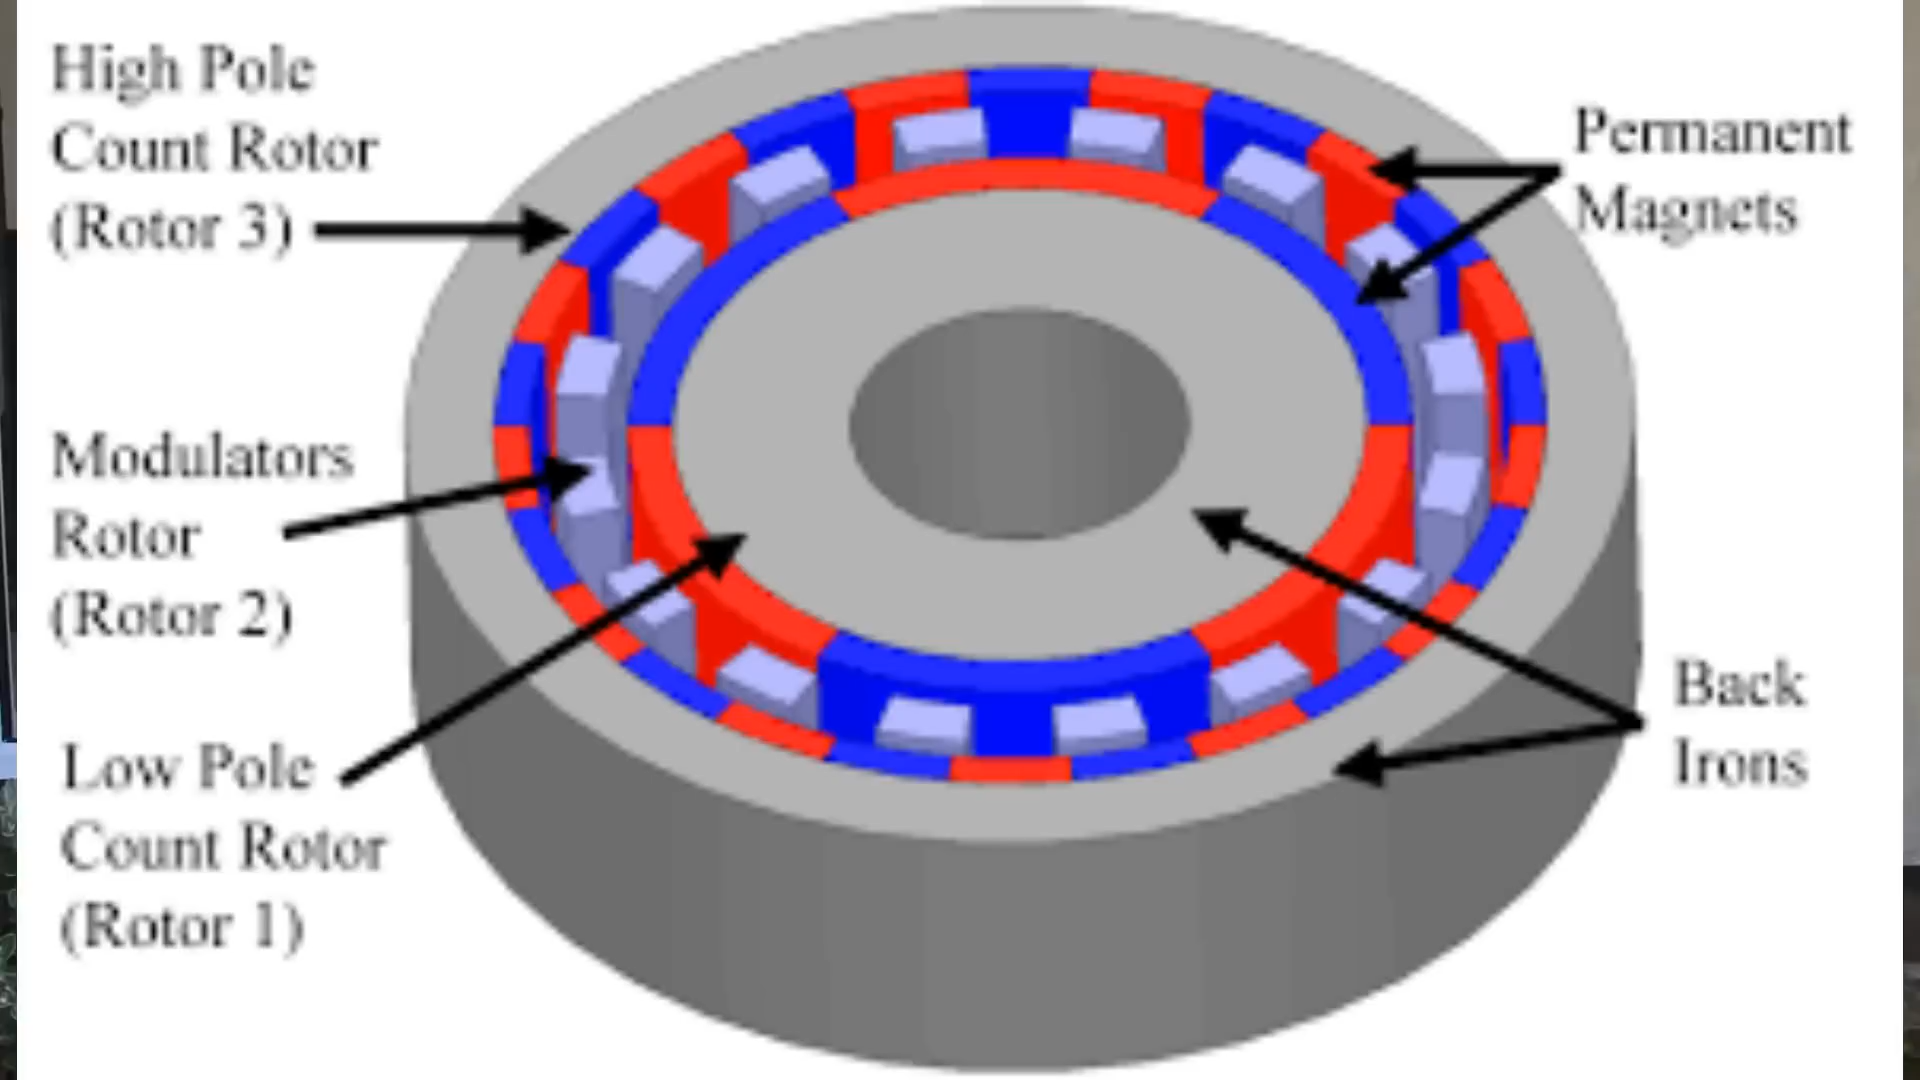 High Pole
Count Rotor
(Rotor 3)
Permanent
Magnets
Modulators
Rotor
(Rotor 2)
Low Pole
Count Rotor
(Rotor 1)
Back
Irons